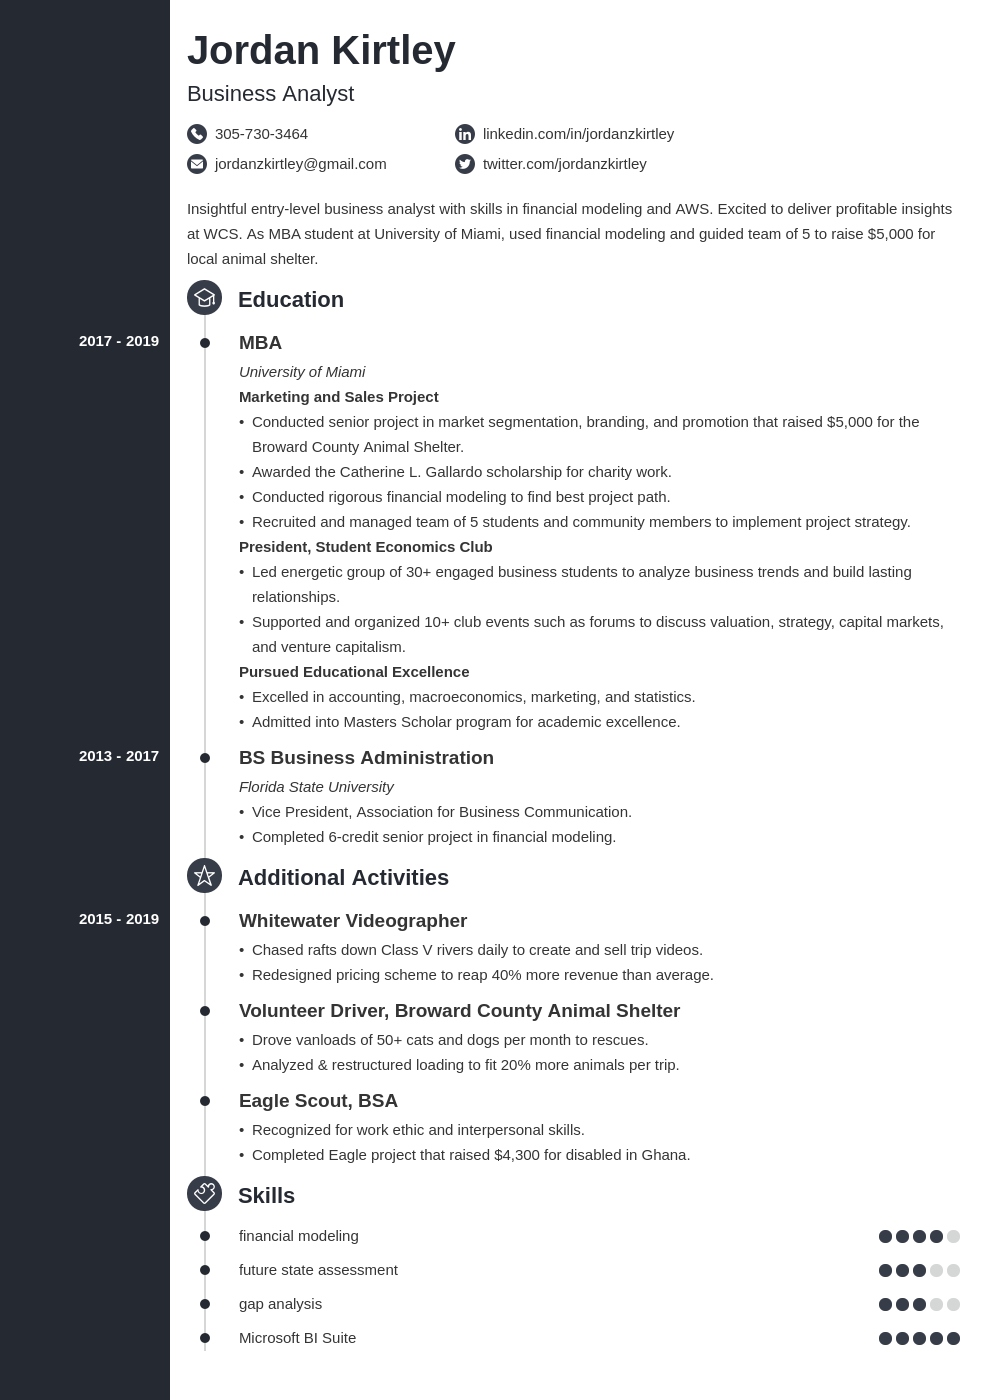 Jordan Kirtley
Business Analyst
305-730-3464
linkedin.com/in/jordanzkirtley
jordanzkirtley@gmail.com
twitter.com/jordanzkirtley
Insightful entry-level business analyst with skills in financial modeling and AWS. Excited to deliver profitable insights
at WCS. As MBA student at University of Miami, used financial modeling and guided team of 5 to raise $5,000 for
local animal shelter.
Education
2017 - 2019
MBA
University of Miami
Marketing and Sales Project
• Conducted senior project in market segmentation, branding, and promotion that raised $5,000 for the
Broward County Animal Shelter.
• Awarded the Catherine L. Gallardo scholarship for charity work.
• Conducted rigorous financial modeling to find best project path.
• Recruited and managed team of 5 students and community members to implement project strategy.
President, Student Economics Club
• Led energetic group of 30+ engaged business students to analyze business trends and build lasting
relationships.
• Supported and organized 10+ club events such as forums to discuss valuation, strategy, capital markets,
and venture capitalism.
Pursued Educational Excellence
• Excelled in accounting, macroeconomics, marketing, and statistics.
• Admitted into Masters Scholar program for academic excellence.
2013 - 2017
BS Business Administration
Florida State University
• Vice President, Association for Business Communication.
• Completed 6-credit senior project in financial modeling.
Additional Activities
2015 - 2019
Whitewater Videographer
• Chased rafts down Class V rivers daily to create and sell trip videos.
• Redesigned pricing scheme to reap 40% more revenue than average.
Volunteer Driver, Broward County Animal Shelter
• Drove vanloads of 50+ cats and dogs per month to rescues.
• Analyzed & restructured loading to fit 20% more animals per trip.
Eagle Scout, BSA
• Recognized for work ethic and interpersonal skills.
• Completed Eagle project that raised $4,300 for disabled in Ghana.
Skills
financial modeling
future state assessment
gap analysis
Microsoft BI Suite